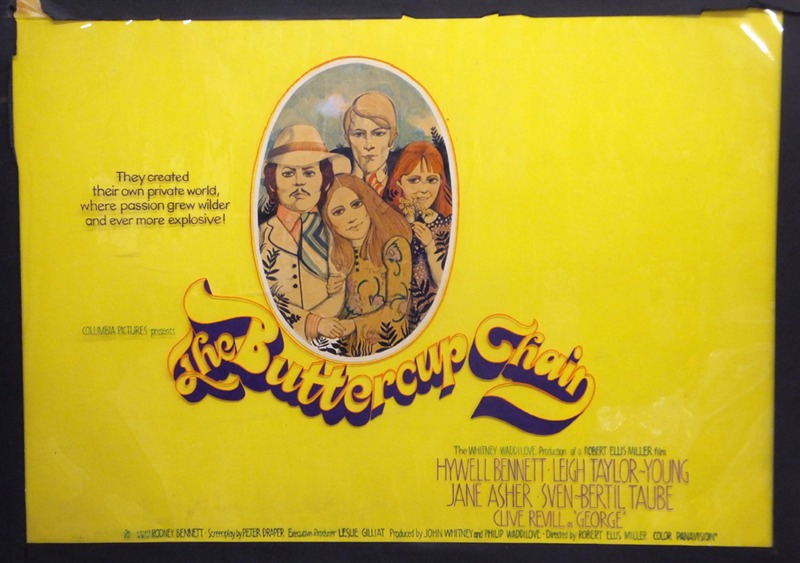 They created
their own private world,
where passion grew wilder
and ever more explosive!
COLUMBIA PICTURES presents
The Buttercup Chain
The WHITNEY WADDILOVE Production of a ROBERT ELLIS MILLER film
HYWELL BENNETT · LEIGH TAYLOR-YOUNG
JANE ASHER · SVEN-BERTIL TAUBE
CLIVE REVILL as "GEORGE"
RODNEY BENNETT · Screenplay by PETER DRAPER Executive Producer LESLIE GILLIAT Produced by JOHN WHITNEY and PHILIP WADDILOVE · Directed by ROBERT ELLIS MILLER COLOR PANAVISION®